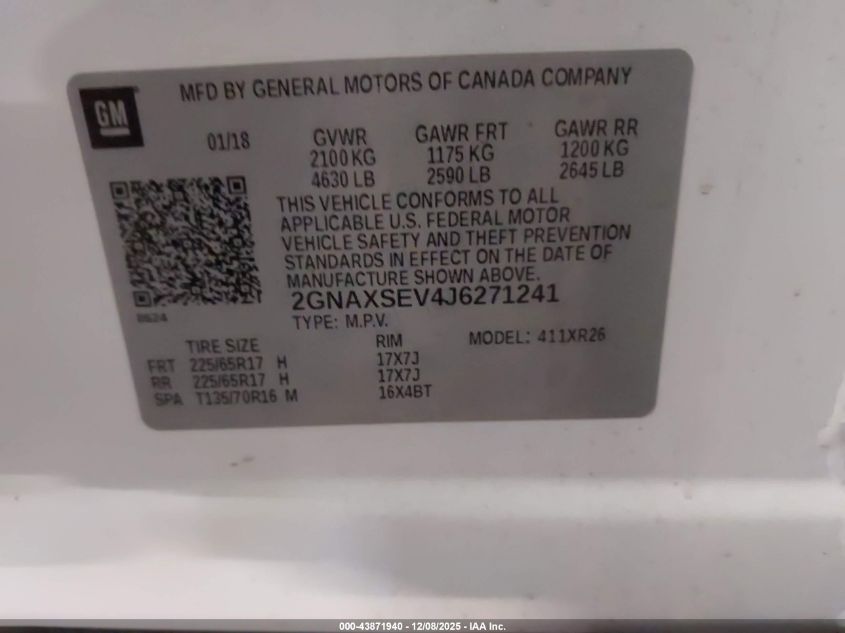 MFD BY GENERAL MOTORS OF CANADA COMPANY
GM
01/18 GVWR GAWR FRT GAWR RR
2100 KG 1175 KG 1200 KG
4630 LB 2590 LB 2645 LB
THIS VEHICLE CONFORMS TO ALL
APPLICABLE U.S. FEDERAL MOTOR
VEHICLE SAFETY AND THEFT PREVENTION
STANDARDS IN EFFECT ON THE DATE OF
MANUFACTURE SHOWN ABOVE.
2GNAXSEV4J6271241
8624
TYPE: M.P.V.
TIRE SIZE RIM MODEL: 411XR26
FRT 225/65R17 H 17X7J
RR 225/65R17 H 17X7J
SPA T135/70R16 M 16X4BT
000-43871940 - 12/08/2025 - IAA Inc.